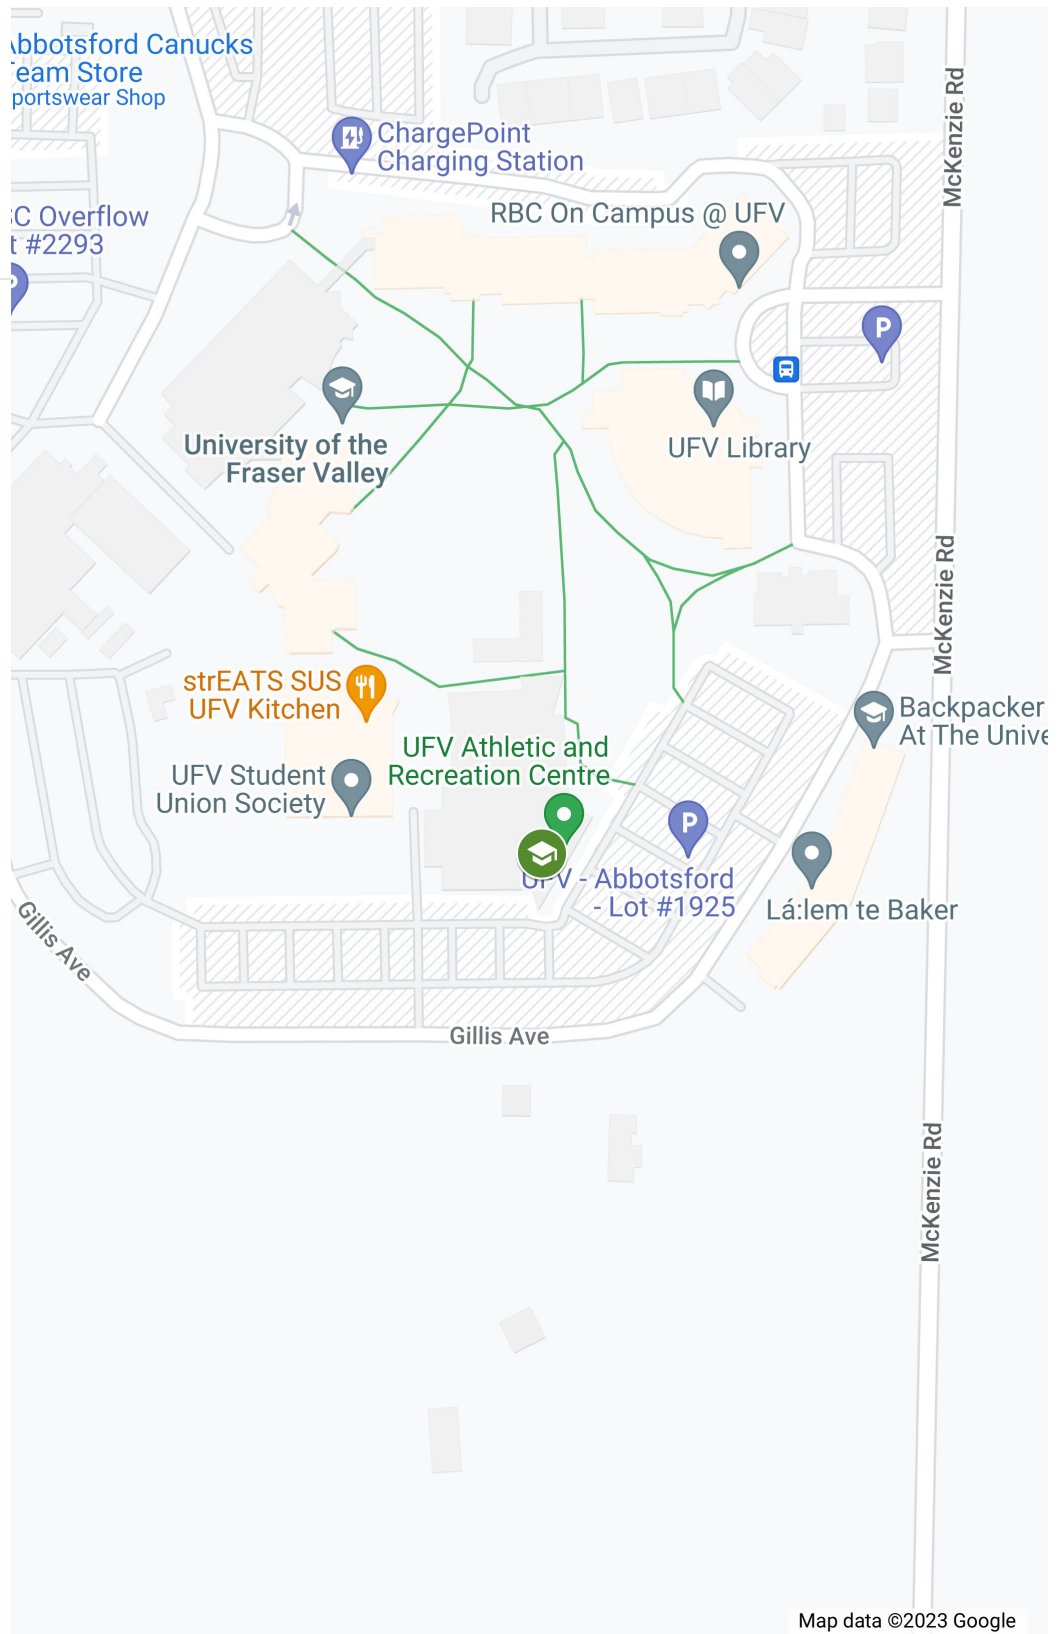 Abbotsford Canucks
Team Store
portswear Shop
ChargePoint
Charging Station
McKenzie Rd
C Overflow
t #2293
RBC On Campus @ UFV
P
P
University of the
Fraser Valley
UFV Library
McKenzie Rd
strEATS SUS
UFV Kitchen
Backpacker
At The Unive
UFV Athletic and
Recreation Centre
UFV Student
Union Society
P
UFV - Abbotsford
- Lot #1925
Lá:lem te Baker
Gillis Ave
Gillis Ave
McKenzie Rd
Map data ©2023 Google